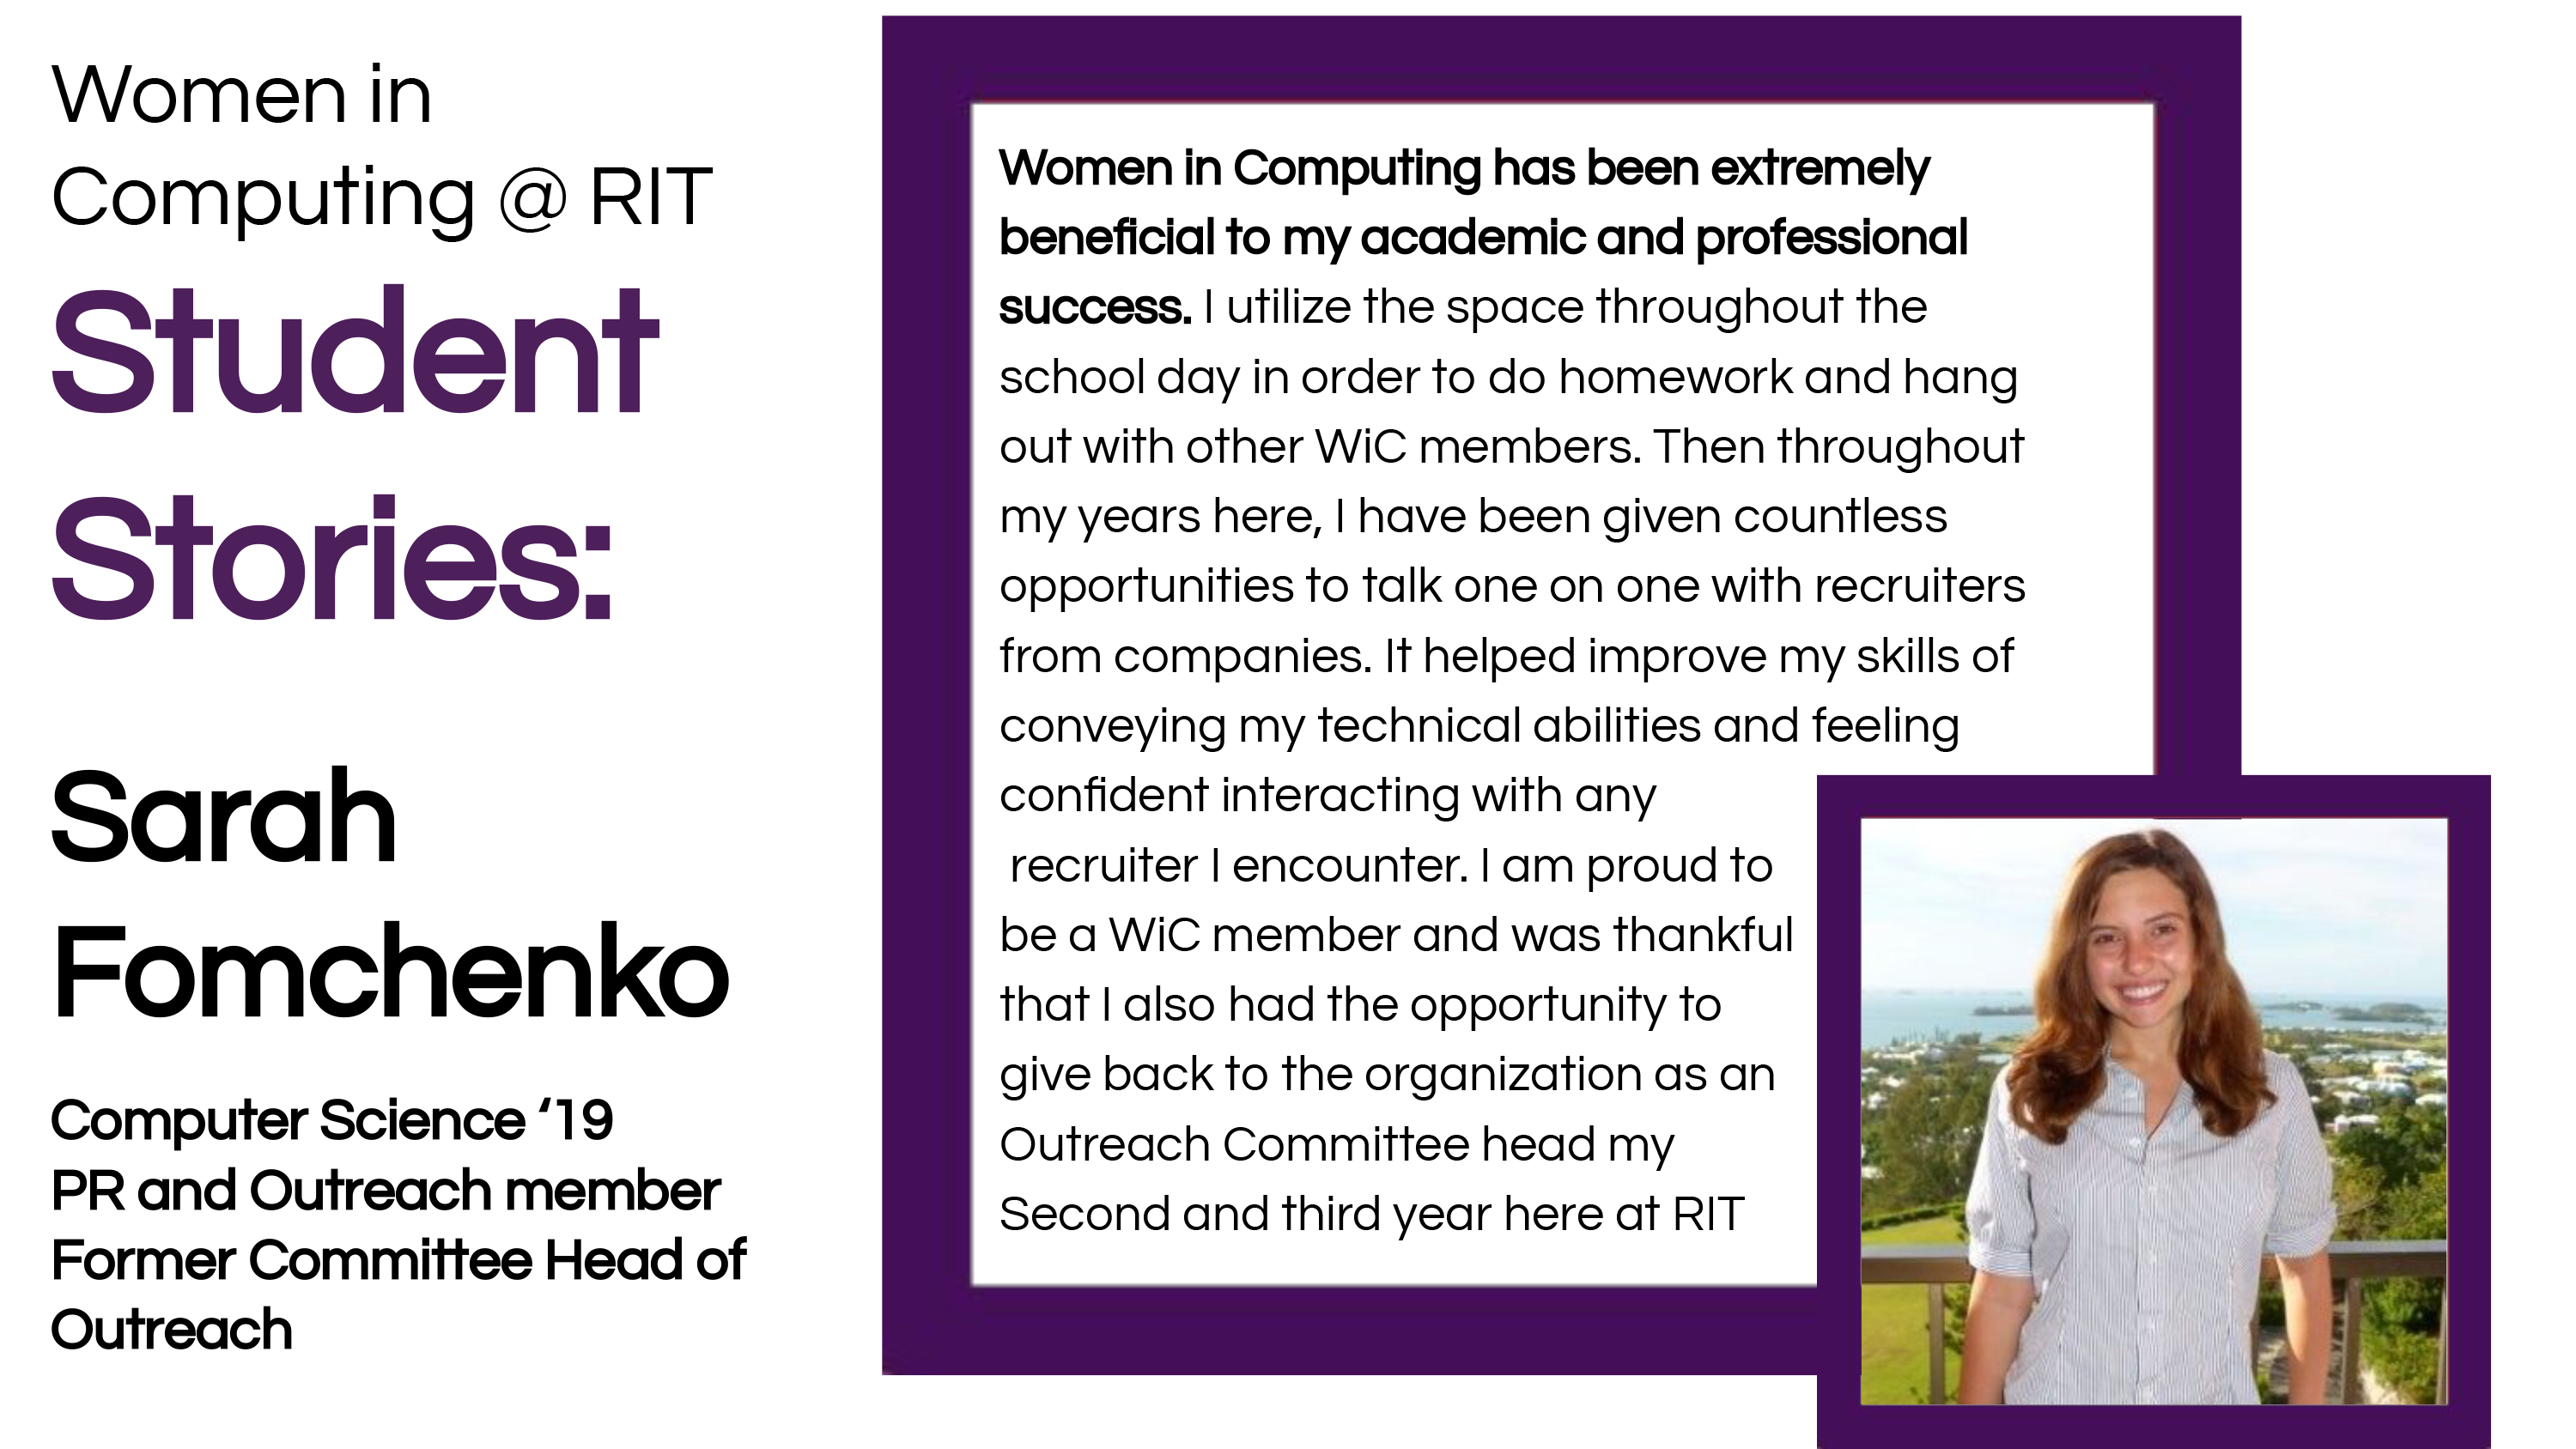 Women in
Computing @ RIT
Student
Stories:
Sarah
Fomchenko
Computer Science ‘19
PR and Outreach member
Former Committee Head of
Outreach
Women in Computing has been extremely
beneficial to my academic and professional
success. I utilize the space throughout the
school day in order to do homework and hang
out with other WiC members. Then throughout
my years here, I have been given countless
opportunities to talk one on one with recruiters
from companies. It helped improve my skills of
conveying my technical abilities and feeling
confident interacting with any
recruiter I encounter. I am proud to
be a WiC member and was thankful
that I also had the opportunity to
give back to the organization as an
Outreach Committee head my
Second and third year here at RIT